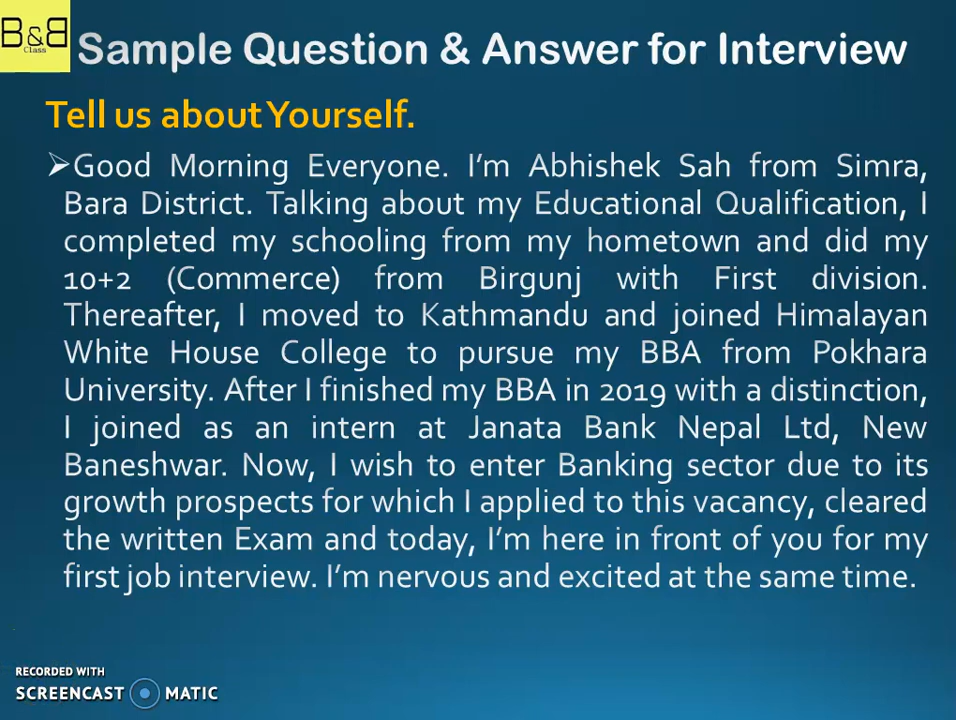 B&B
Class
Sample Question & Answer for Interview
Tell us about Yourself.
➢Good Morning Everyone. I’m Abhishek Sah from Simra,
Bara District. Talking about my Educational Qualification, I
completed my schooling from my hometown and did my
10+2 (Commerce) from Birgunj with First division.
Thereafter, I moved to Kathmandu and joined Himalayan
White House College to pursue my BBA from Pokhara
University. After I finished my BBA in 2019 with a distinction,
I joined as an intern at Janata Bank Nepal Ltd, New
Baneshwar. Now, I wish to enter Banking sector due to its
growth prospects for which I applied to this vacancy, cleared
the written Exam and today, I’m here in front of you for my
first job interview. I’m nervous and excited at the same time.
RECORDED WITH
SCREENCAST MATIC